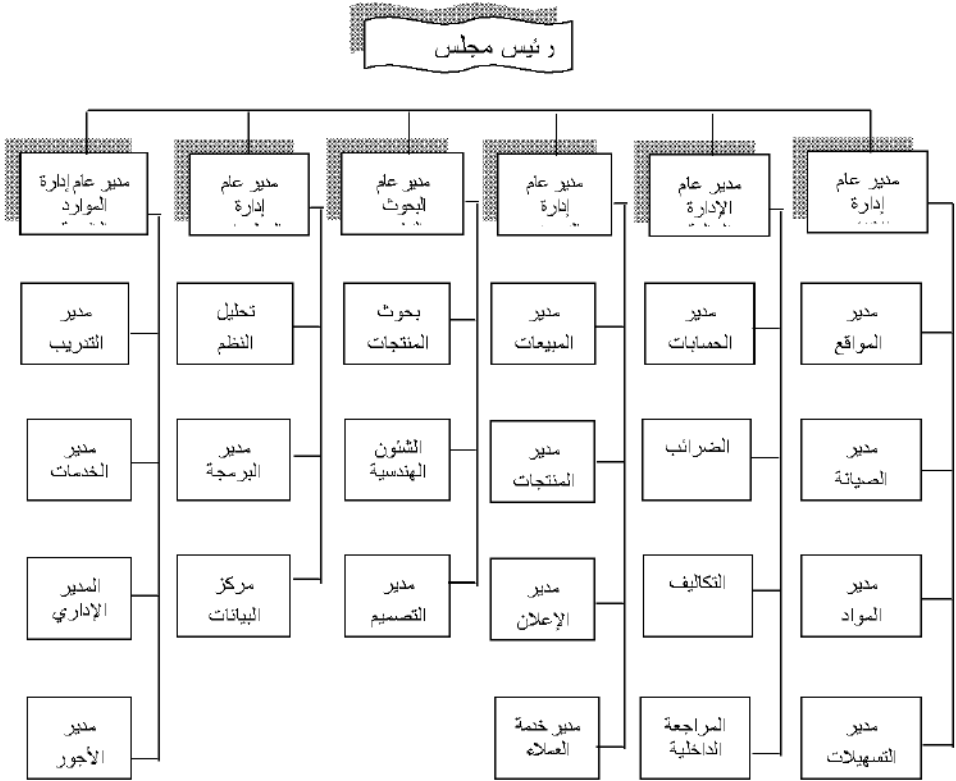 رئيس مجلس
مدير عام
إدارة
مدير عام
الإدارة
مدير عام
إدارة
مدير عام
البحوث
مدير عام
إدارة
مدير عام إدارة
الموارد
مدير
المواقع
مدير
الحسابات
مدير
المبيعات
بحوث
المنتجات
تحليل
النظم
مدير
التدريب
مدير
الصيانة
الضرائب
مدير
المنتجات
الشئون
الهندسية
مدير
البرمجة
مدير
الخدمات
مدير
المواد
التكاليف
مدير
الإعلان
مدير
التصميم
مركز
البيانات
المدير
الإداري
مدير
التسهيلات
المراجعة
الداخلية
مدير خدمة
العملاء
مدير
الأجور